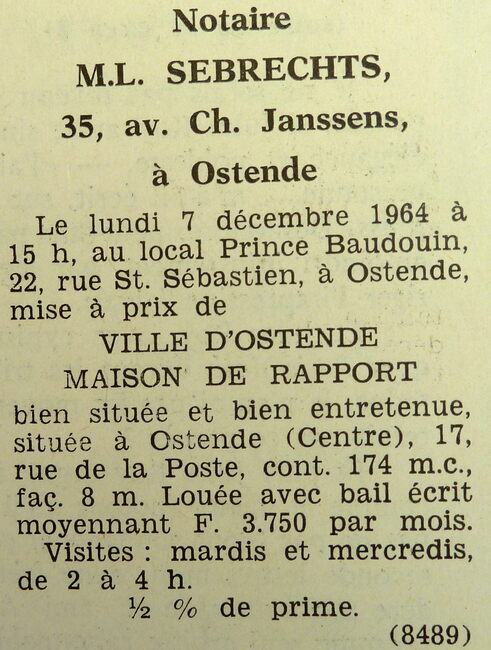 Notaire
M.L. SEBRECHTS,
35, av. Ch. Janssens,
à Ostende
Le lundi 7 décembre 1964 à
15 h, au local Prince Baudouin,
22, rue St. Sébastien, à Ostende,
mise à prix de
VILLE D'OSTENDE
MAISON DE RAPPORT
bien située et bien entretenue,
située à Ostende (Centre), 17,
rue de la Poste, cont. 174 m.c.,
faç. 8 m. Louée avec bail écrit
moyennant F. 3.750 par mois.
Visites : mardis et mercredis,
de 2 à 4 h.
½ % de prime.
(8489)